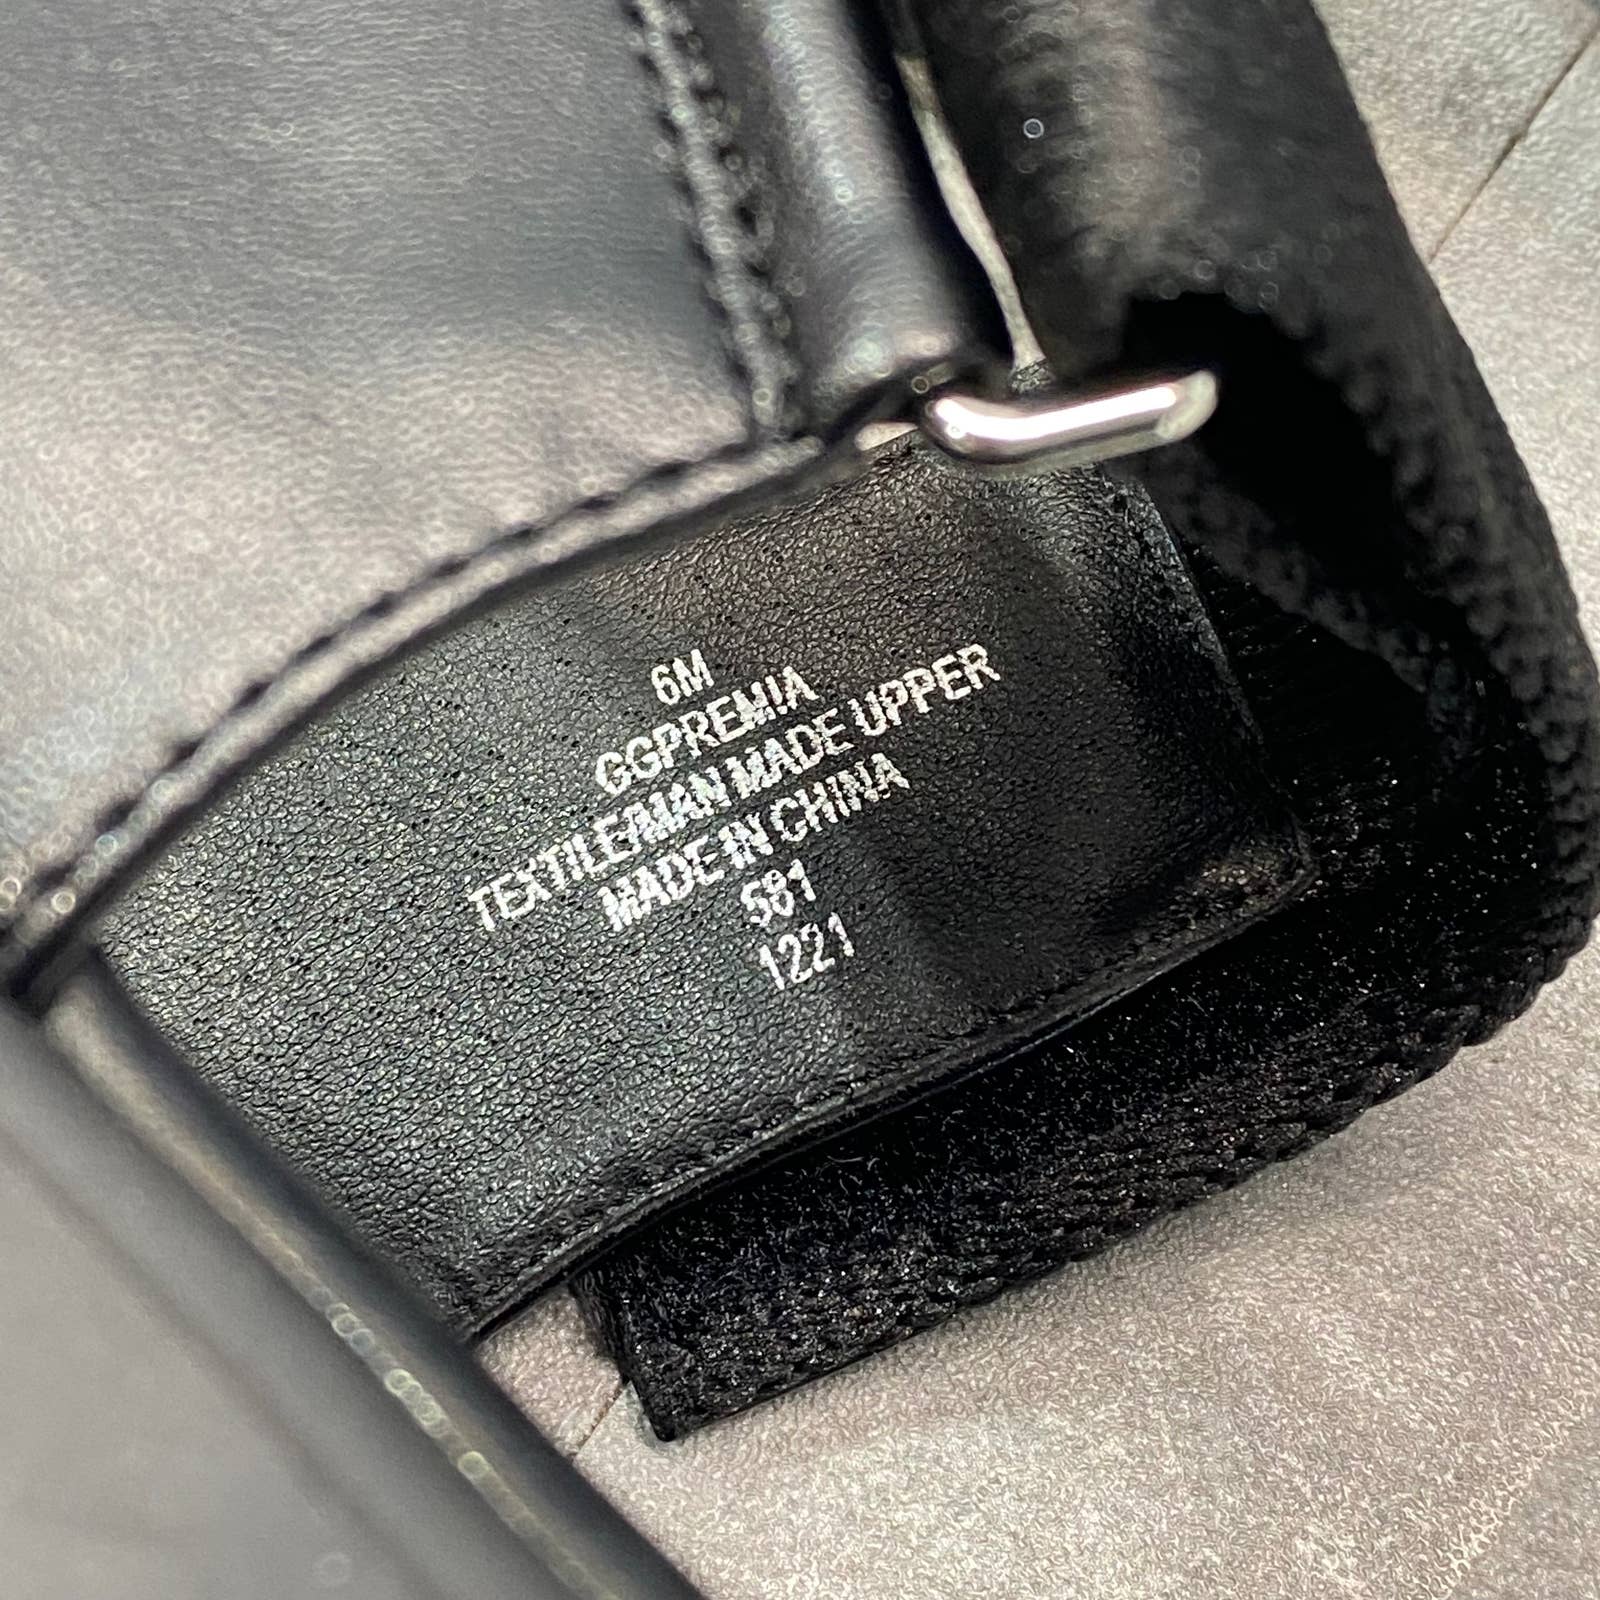 6M
GGPREMIA
TEXTILE/MAN MADE UPPER
MADE IN CHINA
581
1221